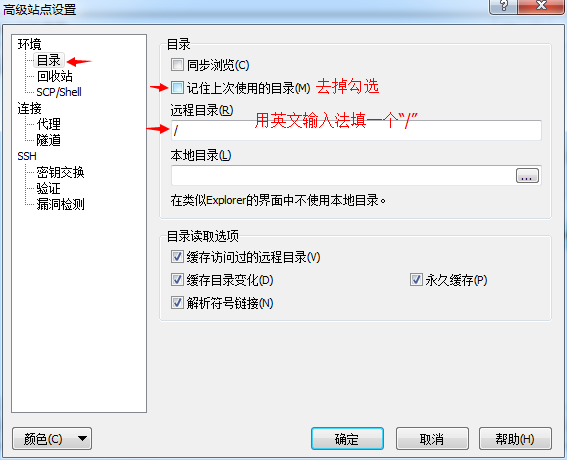 高级站点设置
环境
目录
回收站
SCP/Shell
连接
代理
隧道
SSH
密钥交换
验证
漏洞检测
目录
同步浏览(C)
记住上次使用的目录(M) 去掉勾选
远程目录(R)
用英文输入法填一个“/”
/
本地目录(L)
...
在类似Explorer的界面中不使用本地目录。
目录读取选项
缓存访问过的远程目录(V)
缓存目录变化(D) 永久缓存(P)
解析符号链接(N)
颜色(C) 确定 取消 帮助(H)